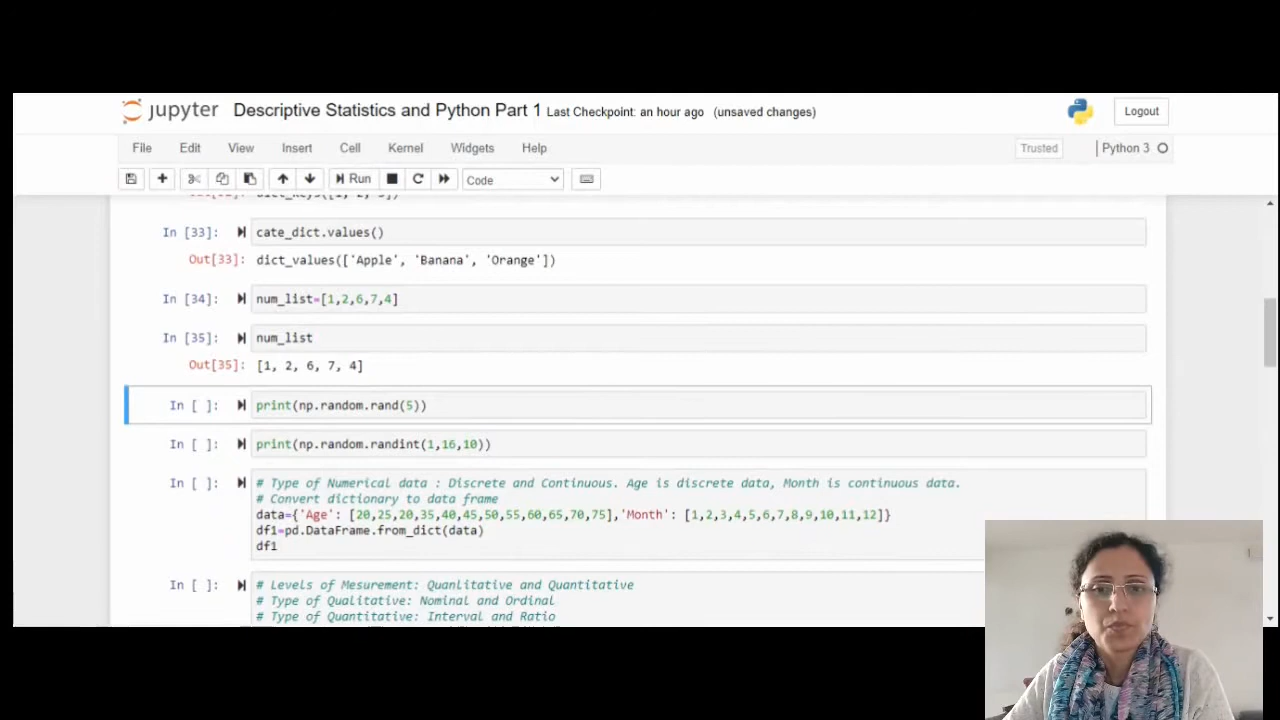 jupyter Descriptive Statistics and Python Part 1 Last Checkpoint: an hour ago (unsaved changes) Logout
File Edit View Insert Cell Kernel Widgets Help Trusted Python 3
Run Code
In [33]: cate_dict.values()
Out[33]: dict_values(['Apple', 'Banana', 'Orange'])
In [34]: num_list=[1,2,6,7,4]
In [35]: num_list
Out[35]: [1, 2, 6, 7, 4]
In [ ]: print(np.random.rand(5))
In [ ]: print(np.random.randint(1,16,10))
In [ ]: # Type of Numerical data : Discrete and Continuous. Age is discrete data, Month is continuous data.
# Convert dictionary to data frame
data={'Age': [20,25,20,35,40,45,50,55,60,65,70,75],'Month': [1,2,3,4,5,6,7,8,9,10,11,12]}
df1=pd.DataFrame.from_dict(data)
df1
In [ ]: # Levels of Mesurement: Quanlitative and Quantitative
# Type of Qualitative: Nominal and Ordinal
# Type of Quantitative: Interval and Ratio